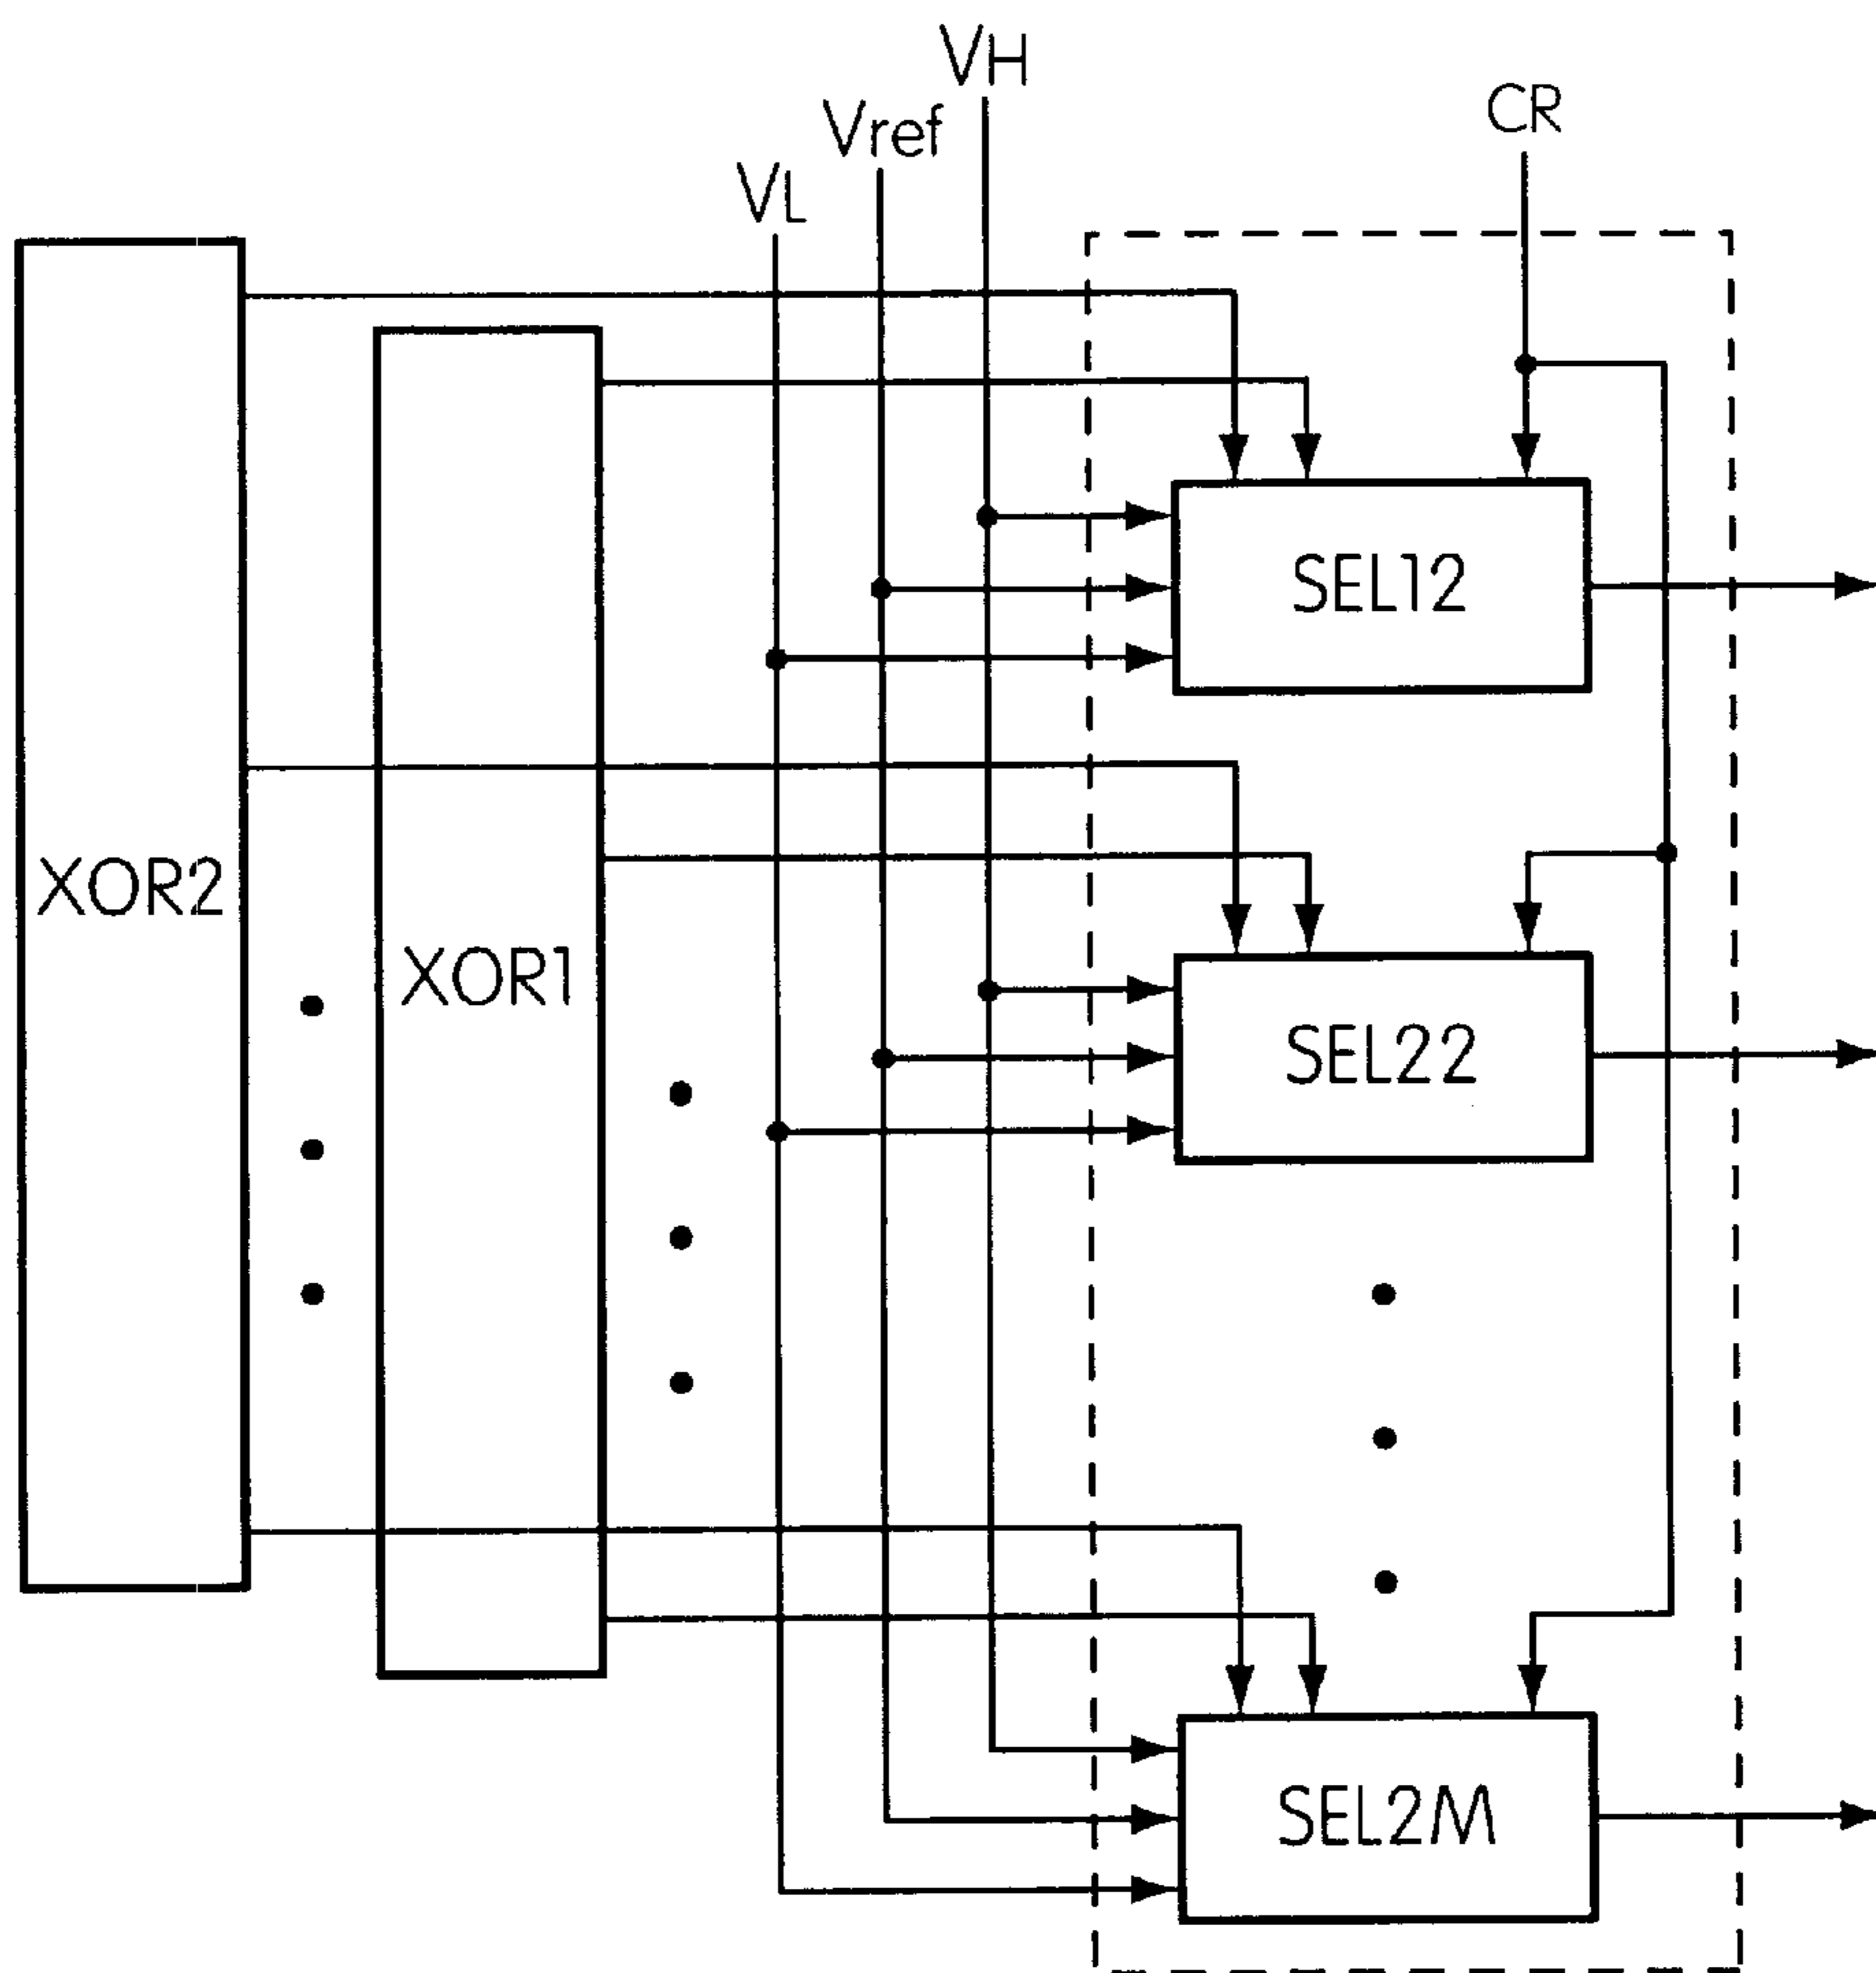 VH
Vref
CR
VL
SEL12
XOR2
XOR1
SEL22
SEL2M